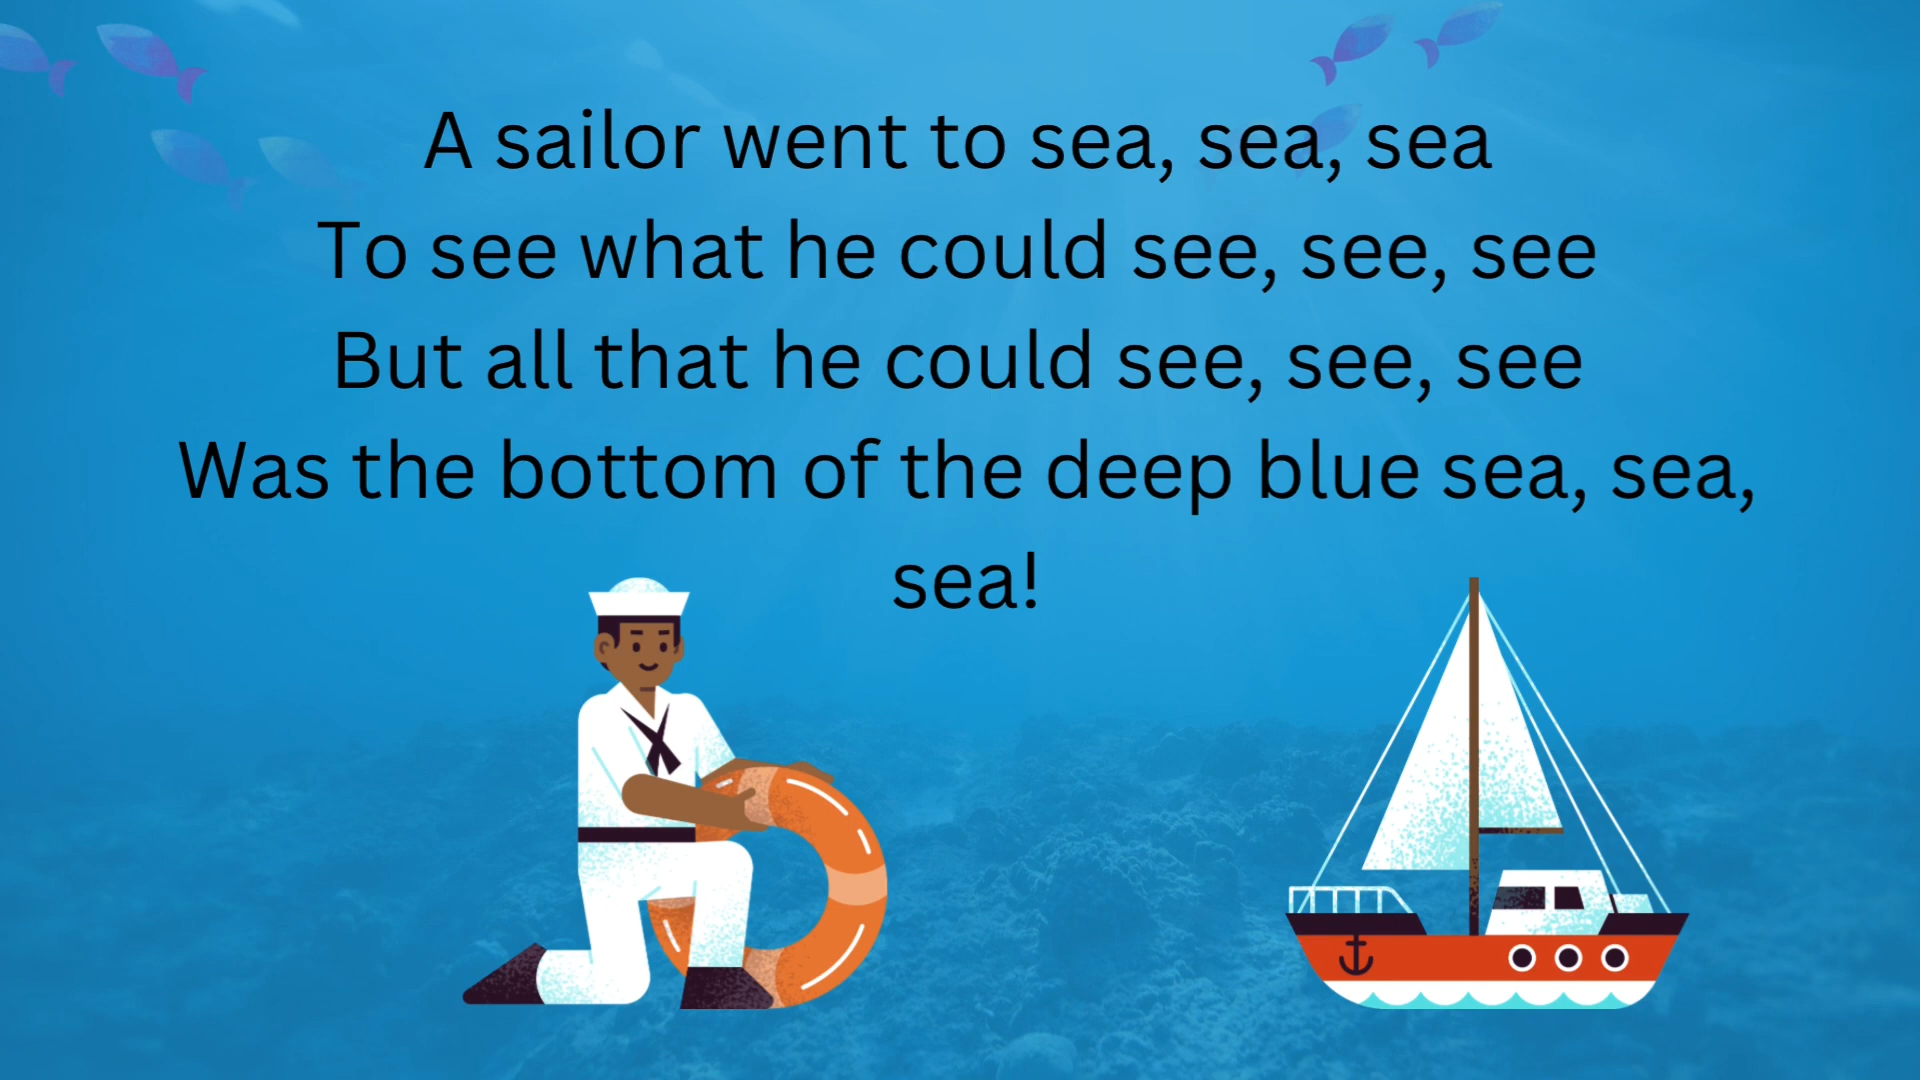 A sailor went to sea, sea, sea
To see what he could see, see, see
But all that he could see, see, see
Was the bottom of the deep blue sea, sea,
sea!